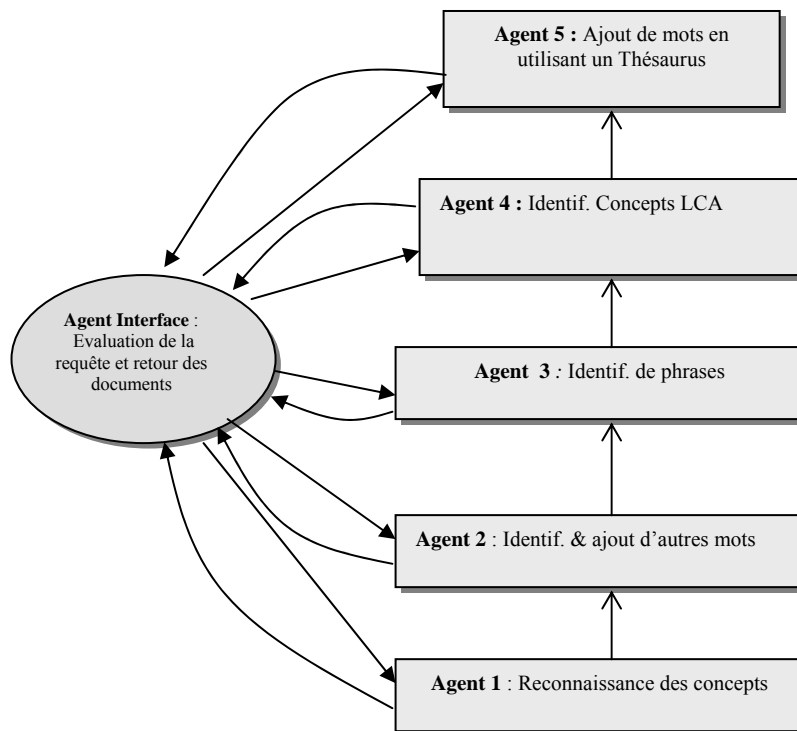 Agent 5 : Ajout de mots en
utilisant un Thésaurus
Agent 4 : Identif. Concepts LCA
Agent Interface :
Evaluation de la
requête et retour des
documents
Agent 3 : Identif. de phrases
Agent 2 : Identif. & ajout d’autres mots
Agent 1 : Reconnaissance des concepts